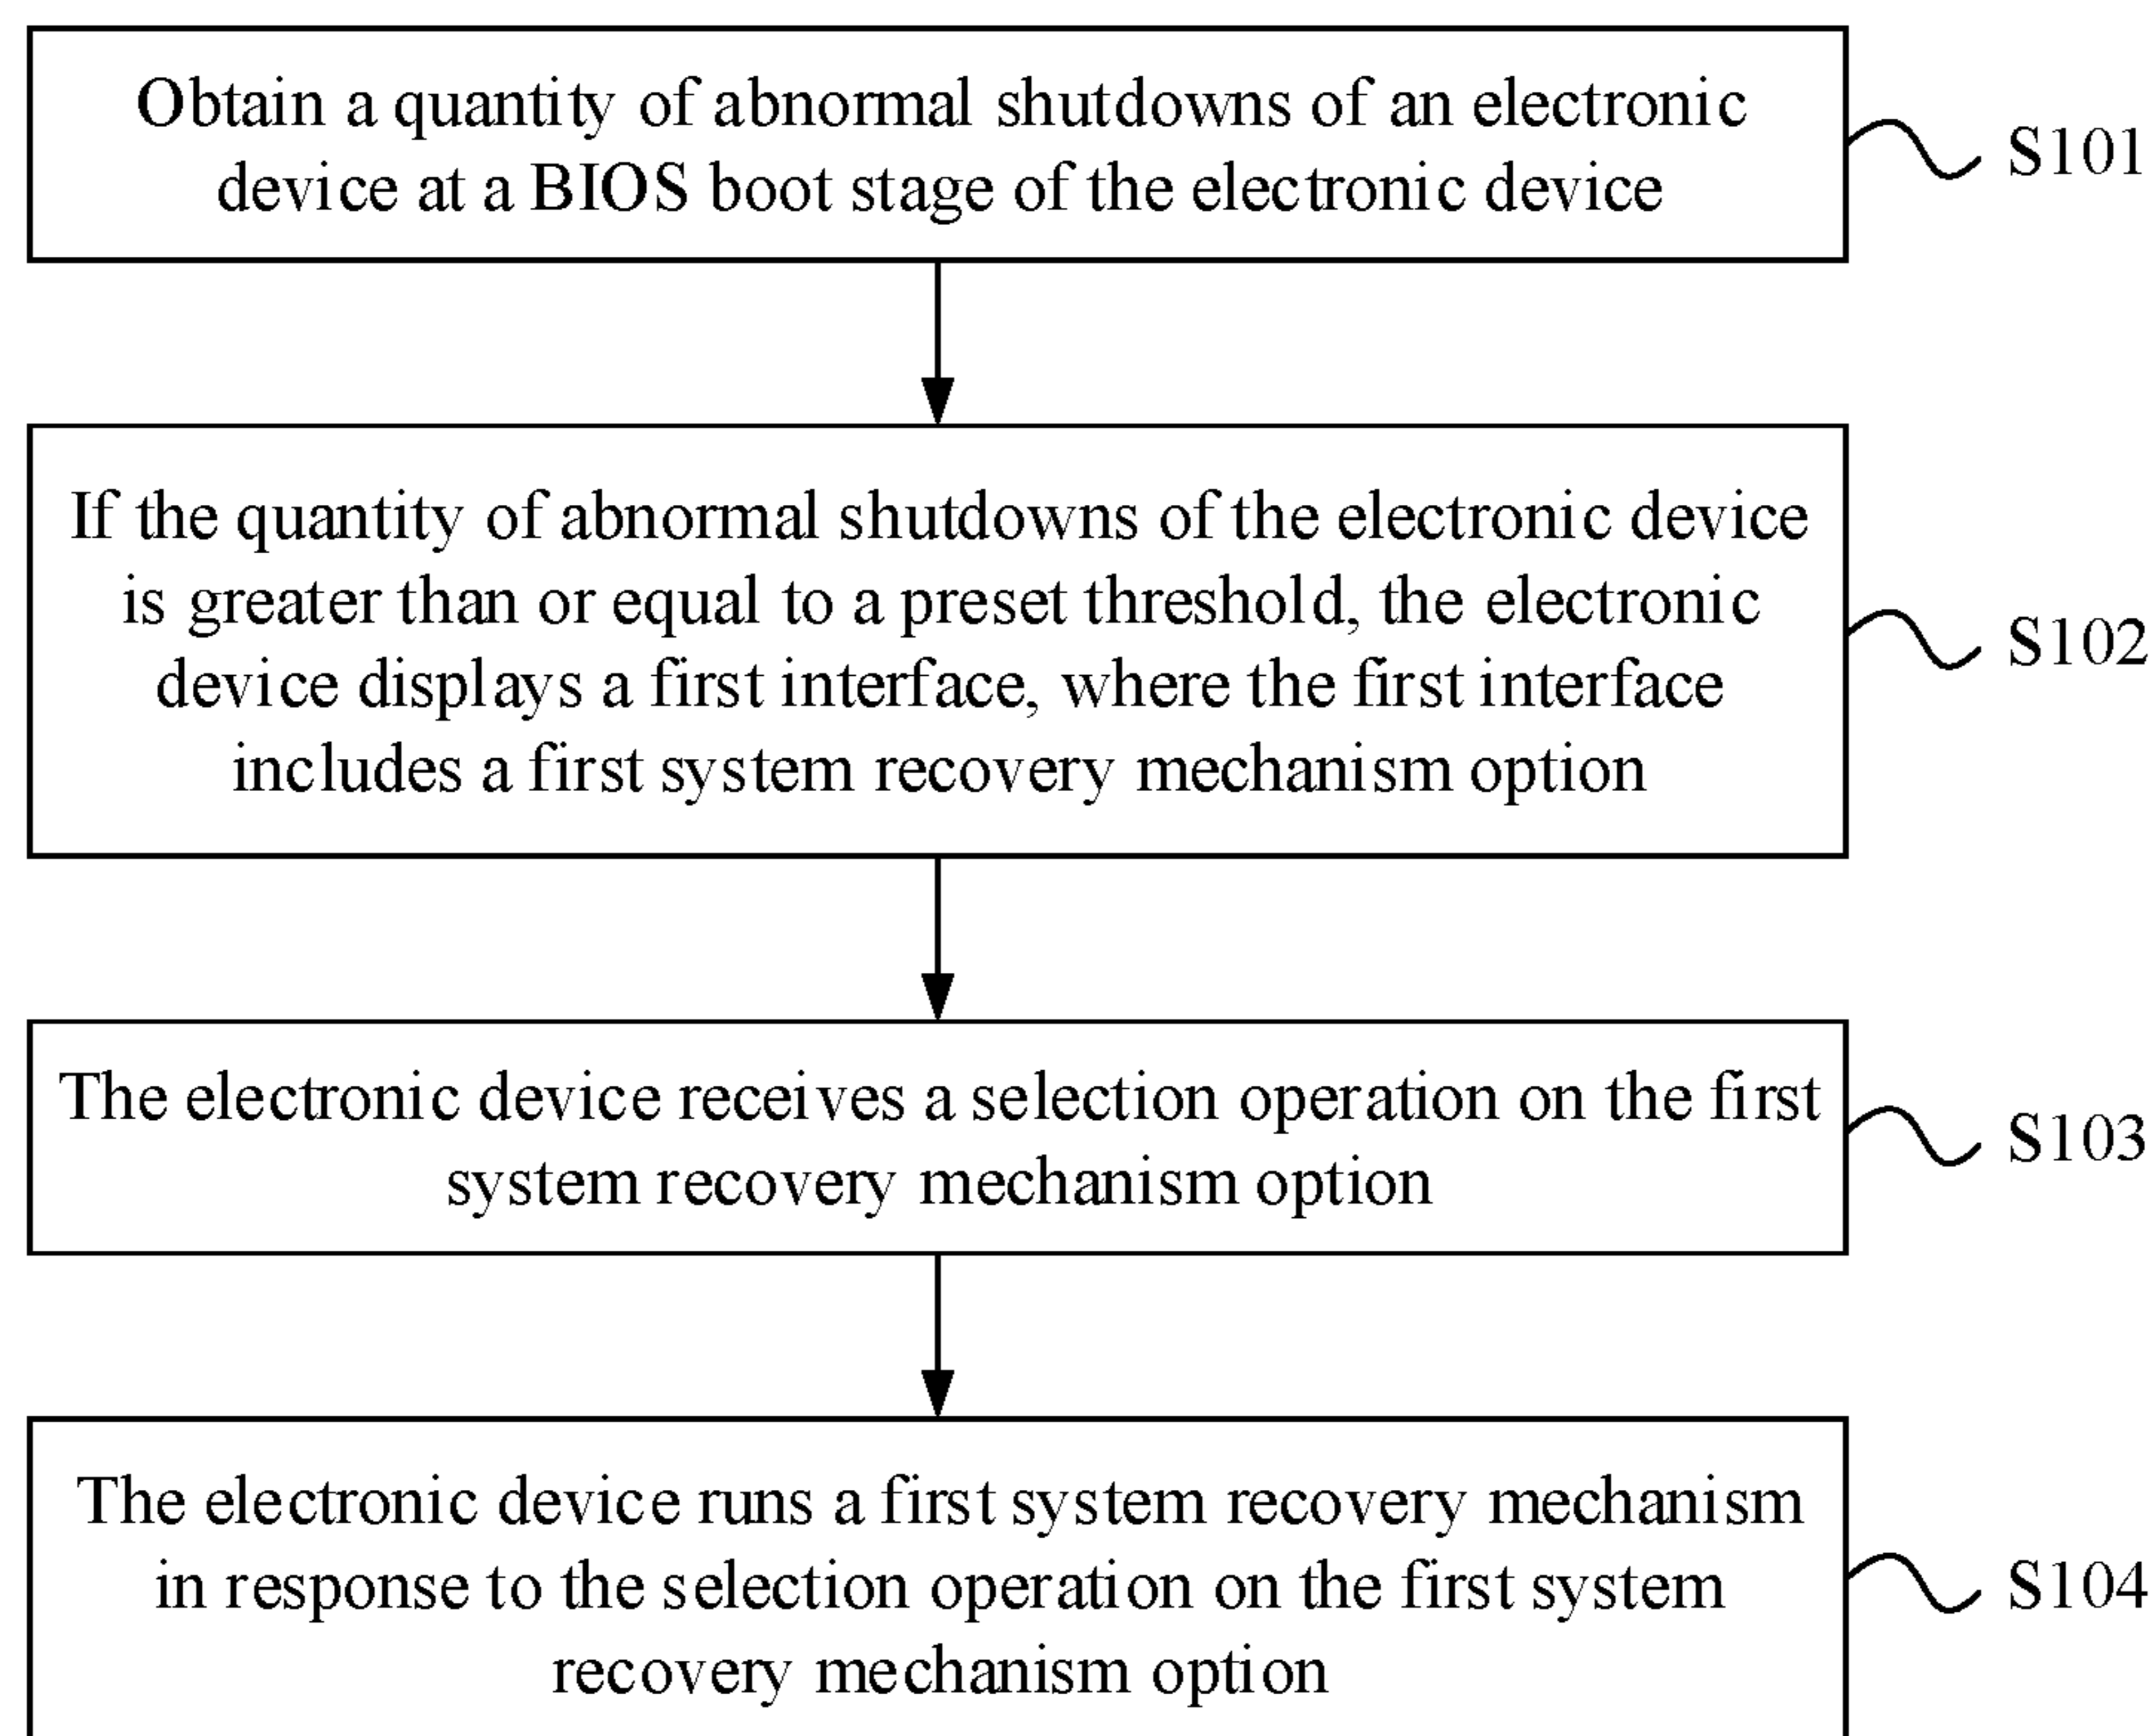 Obtain a quantity of abnormal shutdowns of an electronic
device at a BIOS boot stage of the electronic device
S101
If the quantity of abnormal shutdowns of the electronic device
is greater than or equal to a preset threshold, the electronic
device displays a first interface, where the first interface
includes a first system recovery mechanism option
S102
The electronic device receives a selection operation on the first
system recovery mechanism option
S103
The electronic device runs a first system recovery mechanism
in response to the selection operation on the first system
recovery mechanism option
S104